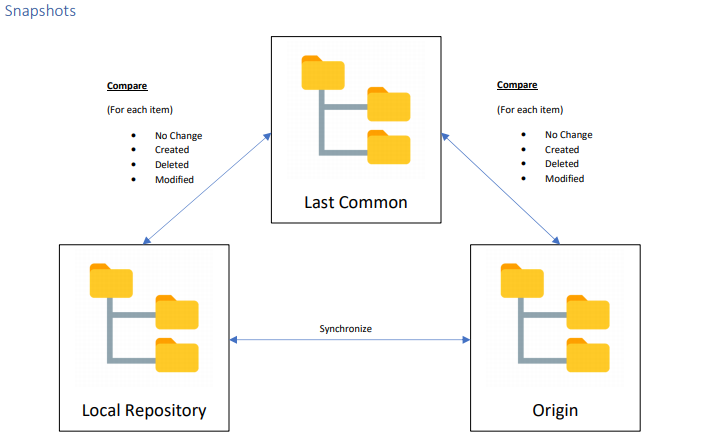 Snapshots
Compare
(For each item)
• No Change
• Created
• Deleted
• Modified
Compare
(For each item)
• No Change
• Created
• Deleted
• Modified
Last Common
Synchronize
Local Repository
Origin